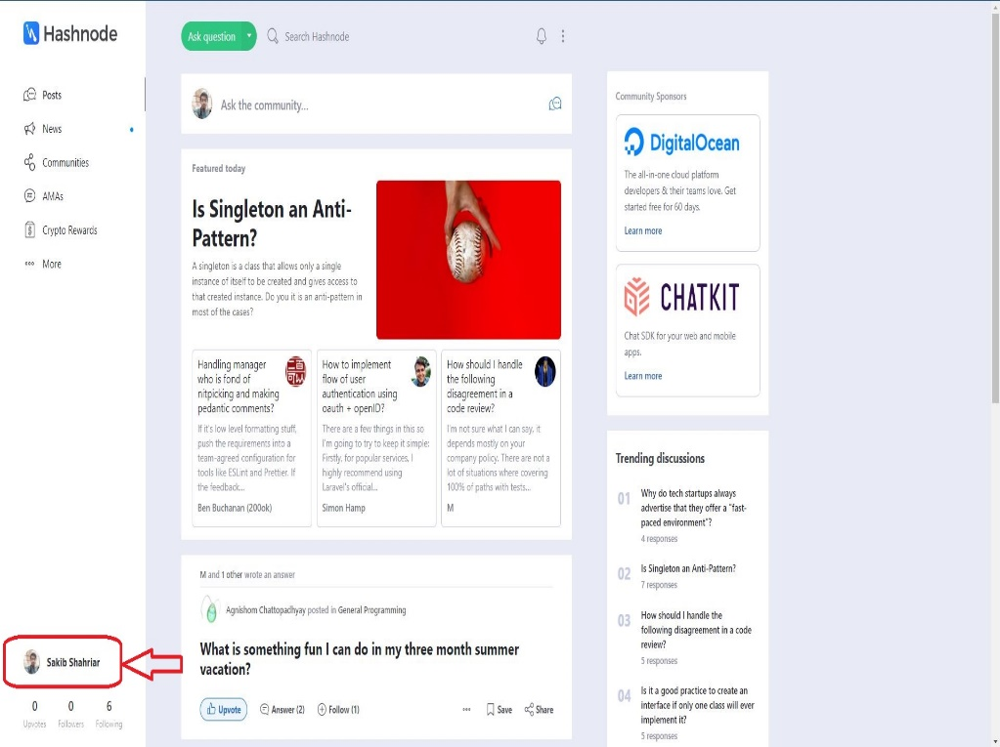 Hashnode
Posts
News
Communities
AMAs
Crypto Rewards
More
Sakib Shahriar
0 0 6
Upvotes Followers Following
Ask question
Search Hashnode
Ask the community...
Featured today
Is Singleton an Anti-
Pattern?
A singleton is a class that allows only a single
instance of itself to be created and gives access to
that created instance. Do you it is an anti-pattern in
most of the cases?
Handling manager
who is fond of
nitpicking and making
pedantic comments?
If it's low level formatting stuff,
push the requirements into a
team-agreed configuration for
tools like ESLint and Prettier. If
the feedback...
Ben Buchanan (200ok)
How to implement
flow of user
authentication using
oauth + openID?
There are a few things in this so
I'm going to try to keep it simple:
Firstly, for popular services, I
highly recommend using
Laravel's official...
Simon Hamp
How should I handle
the following
disagreement in a
code review?
I'm not sure what I can say, it
depends mostly on your
company policy. There are not a
lot of situations where covering
100% of paths with tests...
M
M and 1 other wrote an answer
Agnishom Chattopadhyay posted in General Programming
What is something fun I can do in my three month summer
vacation?
Upvote Answer (2) Follow (1) Save Share
Community Sponsors
DigitalOcean
The all-in-one cloud platform
developers & their teams love. Get
started free for 60 days.
Learn more
CHATKIT
Chat SDK for your web and mobile
apps.
Learn more
Trending discussions
01 Why do tech startups always
advertise that they offer a "fast-
paced environment"?
4 responses
02 Is Singleton an Anti-Pattern?
7 responses
03 How should I handle the
following disagreement in a code
review?
5 responses
04 Is it a good practice to create an
interface if only one class will ever
implement it?
5 responses